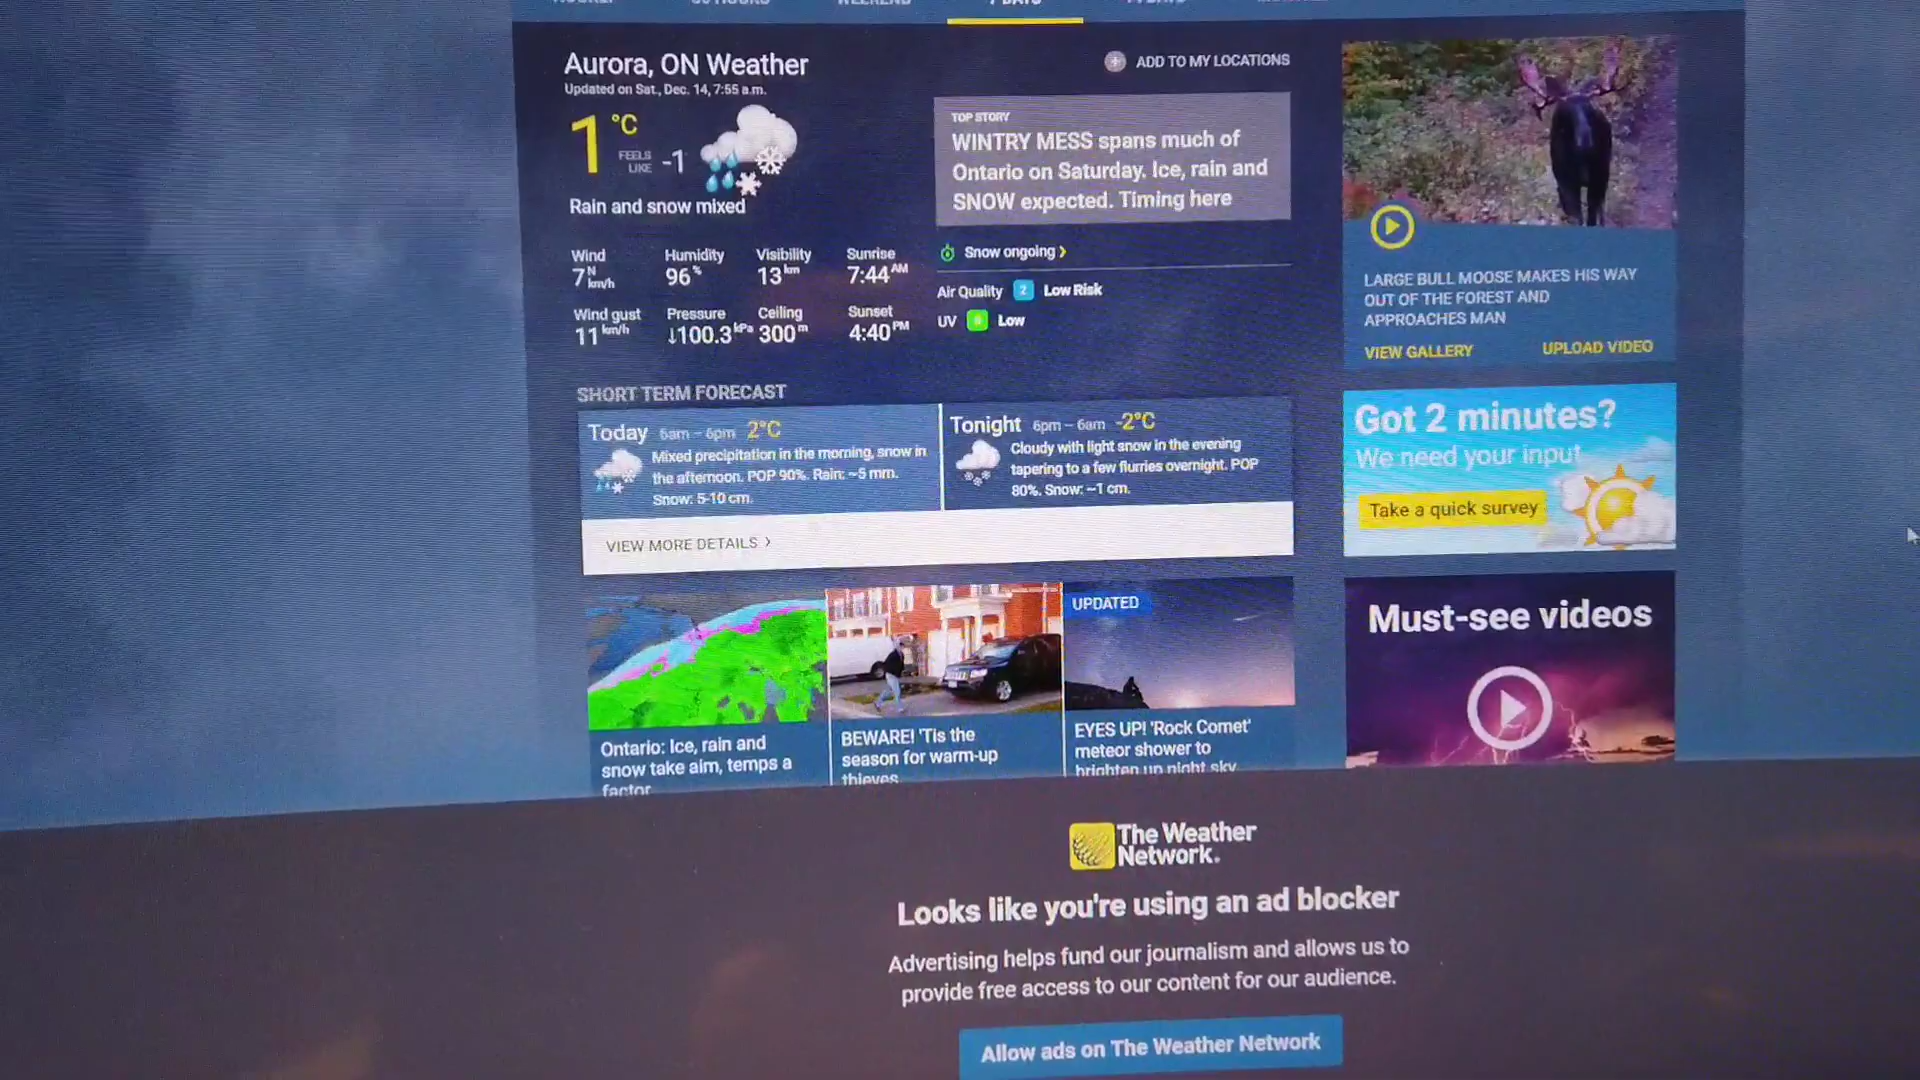 7 DAYS
Aurora, ON Weather
Updated on Sat., Dec. 14, 7:55 a.m.
ADD TO MY LOCATIONS
1 °C
FEELS LIKE -1
Rain and snow mixed
Wind
7 N km/h
Humidity
96 %
Visibility
13 km
Sunrise
7:44 AM
Wind gust
11 km/h
Pressure
↓100.3 kPa
Ceiling
300 m
Sunset
4:40 PM
TOP STORY
WINTRY MESS spans much of
Ontario on Saturday. Ice, rain and
SNOW expected. Timing here
Snow ongoing >
Air Quality 2 Low Risk
UV Low
SHORT TERM FORECAST
Today 6am – 6pm 2°C
Mixed precipitation in the morning, snow in
the afternoon. POP 90%. Rain: ~5 mm.
Snow: 5-10 cm.
Tonight 6pm – 6am -2°C
Cloudy with light snow in the evening
tapering to a few flurries overnight. POP
80%. Snow: ~1 cm.
VIEW MORE DETAILS >
Ontario: Ice, rain and
snow take aim, temps a
factor
BEWARE! 'Tis the
season for warm-up
thieves
UPDATED
EYES UP! 'Rock Comet'
meteor shower to
brighten up night sky
LARGE BULL MOOSE MAKES HIS WAY
OUT OF THE FOREST AND
APPROACHES MAN
VIEW GALLERY
UPLOAD VIDEO
Got 2 minutes?
We need your input
Take a quick survey
Must-see videos
The Weather
Network.
Looks like you're using an ad blocker
Advertising helps fund our journalism and allows us to
provide free access to our content for our audience.
Allow ads on The Weather Network